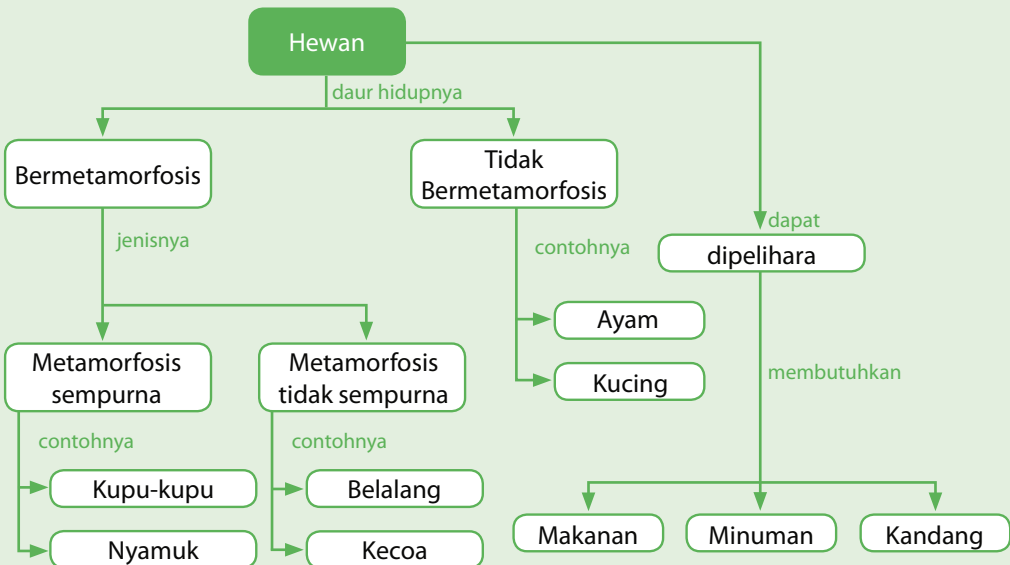 Hewan
daur hidupnya
Bermetamorfosis
Tidak
Bermetamorfosis
dapat
dipelihara
jenisnya
contohnya
Ayam
Kucing
Metamorfosis
sempurna
Metamorfosis
tidak sempurna
membutuhkan
contohnya
contohnya
Kupu-kupu
Nyamuk
Belalang
Kecoa
Makanan
Minuman
Kandang